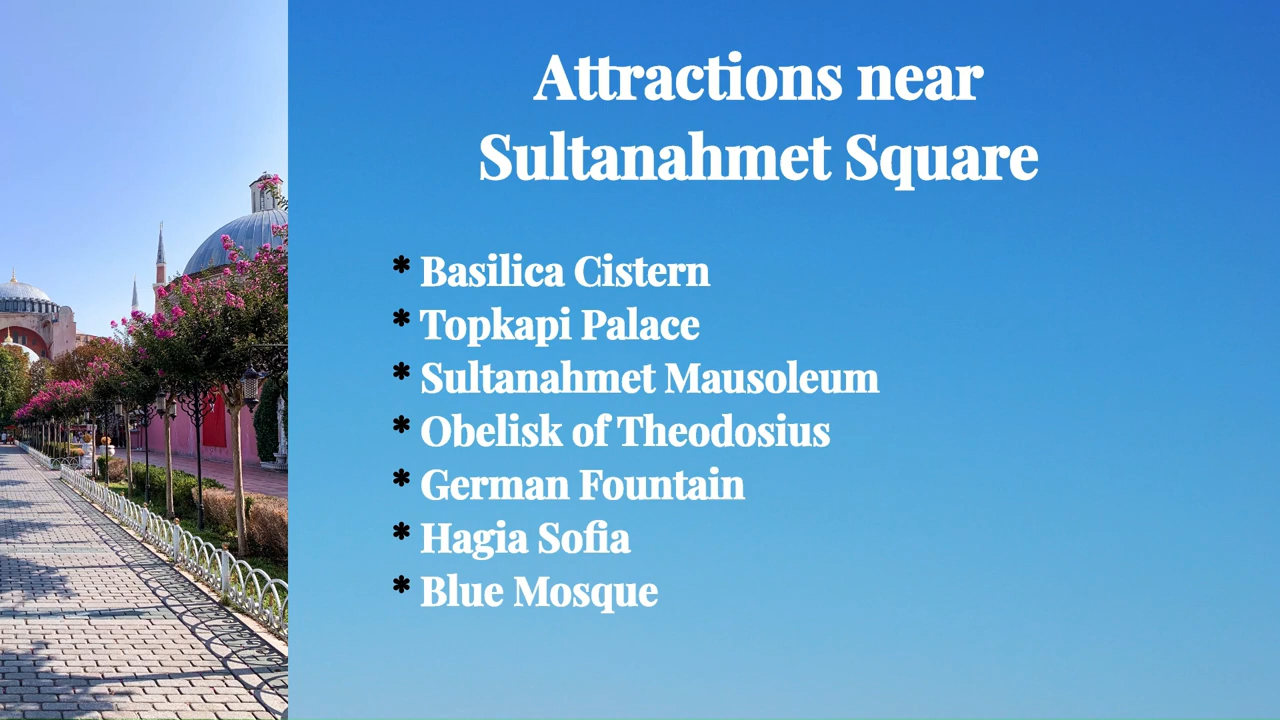 Attractions near
Sultanahmet Square
* Basilica Cistern
* Topkapi Palace
* Sultanahmet Mausoleum
* Obelisk of Theodosius
* German Fountain
* Hagia Sofia
* Blue Mosque